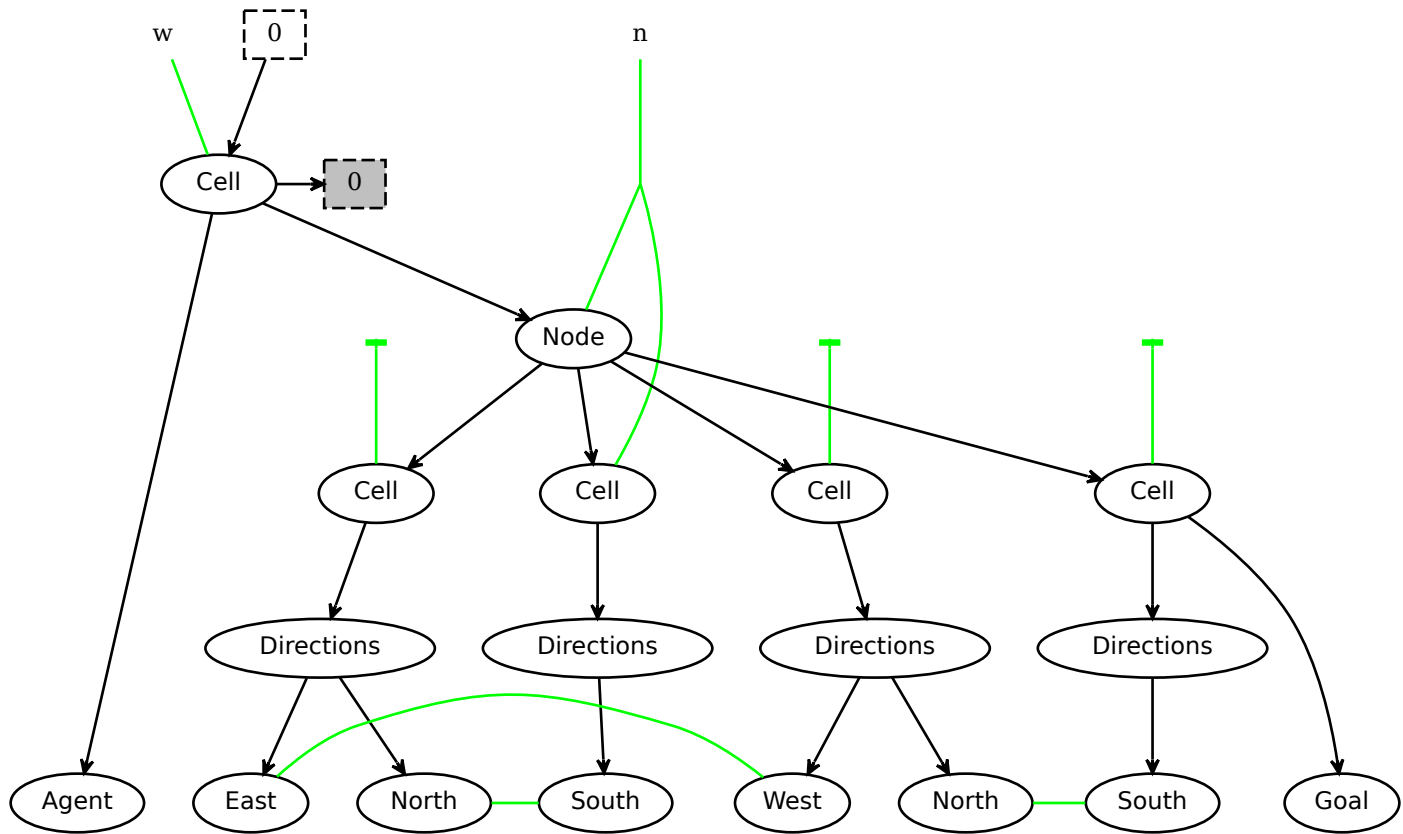 w 0 n
Cell 0
Node
Cell Cell Cell Cell
Directions Directions Directions Directions
Agent East North South West North South Goal